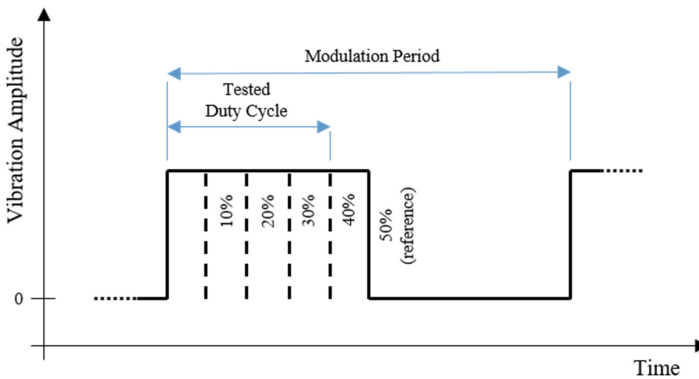 Modulation Period
Tested
Duty Cycle
Vibration Amplitude
10%
20%
30%
40%
50%
(reference)
0
Time